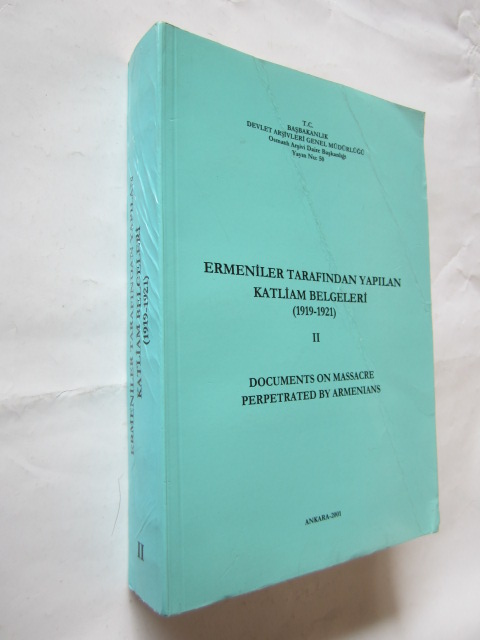 T.C.
BAŞBAKANLIK
DEVLET ARŞİVLERİ GENEL MÜDÜRLÜĞÜ
Osmanlı Arşivi Daire Başkanlığı
Yayın Nu: 50
ERMENİLER TARAFINDAN YAPILAN
KATLİAM BELGELERİ
(1919-1921)
II
DOCUMENTS ON MASSACRE
PERPETRATED BY ARMENIANS
ANKARA-2001
ERMENİLER TARAFINDAN YAPILAN
KATLİAM BELGELERİ
(1919-1921)
II